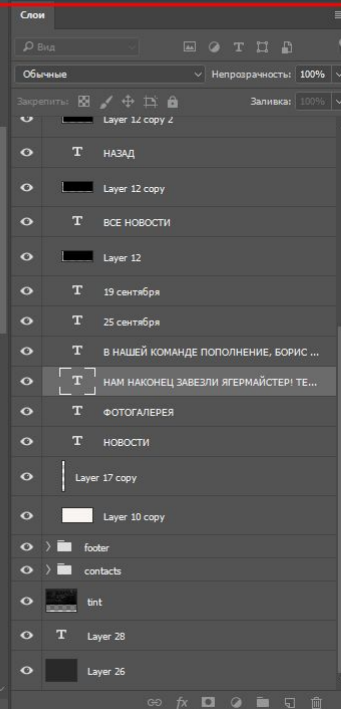 Слои
Вид
Обычные
Непрозрачность: 100%
Закрепить:
Заливка: 100%
Layer 12 copy 2
НАЗАД
Layer 12 copy
ВСЕ НОВОСТИ
Layer 12
19 сентября
25 сентября
В НАШЕЙ КОМАНДЕ ПОПОЛНЕНИЕ, БОРИС ...
НАМ НАКОНЕЦ ЗАВЕЗЛИ ЯГЕРМАЙСТЕР! ТЕ...
ФОТОГАЛЕРЕЯ
НОВОСТИ
Layer 17 copy
Layer 10 copy
footer
contacts
tint
Layer 28
Layer 26
fx